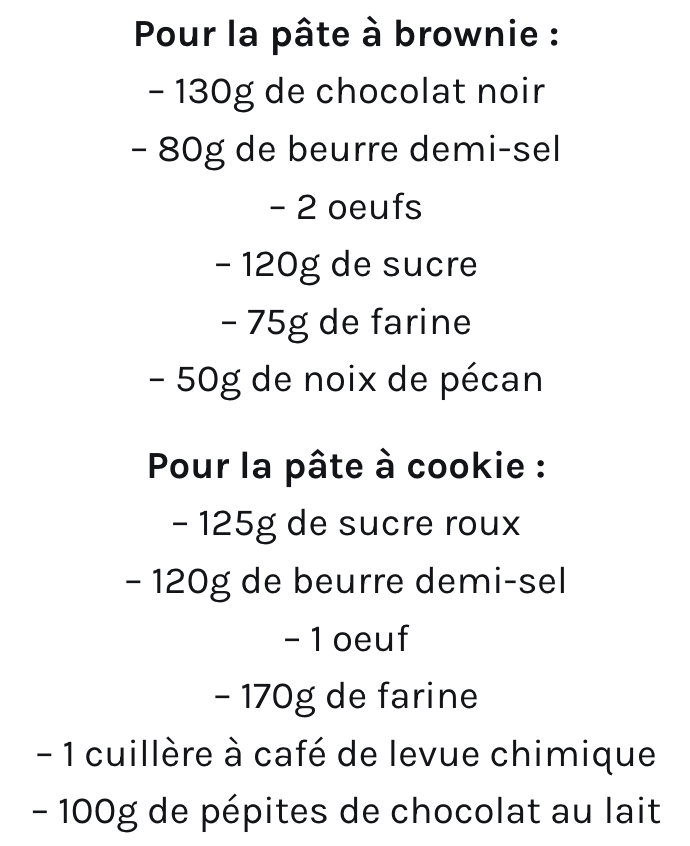 Pour la pâte à brownie :
– 130g de chocolat noir
– 80g de beurre demi-sel
– 2 oeufs
– 120g de sucre
– 75g de farine
– 50g de noix de pécan
Pour la pâte à cookie :
– 125g de sucre roux
– 120g de beurre demi-sel
– 1 oeuf
– 170g de farine
– 1 cuillère à café de levue chimique
– 100g de pépites de chocolat au lait